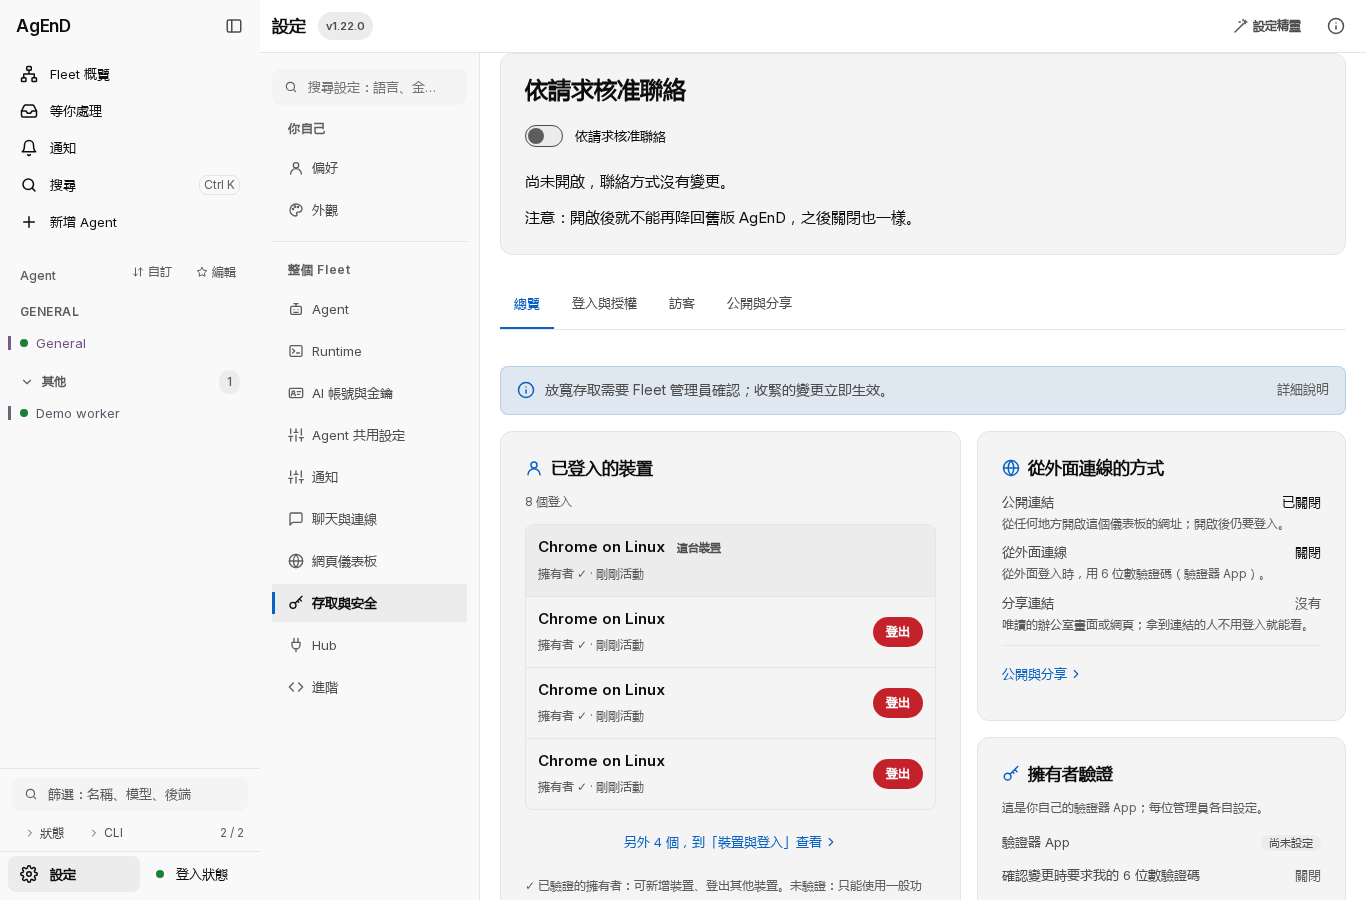 AgEnD
Fleet 概覽
等你處理
通知
搜尋
Ctrl K
新增 Agent
Agent
自訂
編輯
GENERAL
General
其他
1
Demo worker
篩選：名稱、模型、後端
狀態
CLI
2 / 2
設定
登入狀態
設定
v1.22.0
設定精靈
搜尋設定：語言、金…
你自己
偏好
外觀
整個 Fleet
Agent
Runtime
AI 帳號與金鑰
Agent 共用設定
通知
聊天與連線
網頁儀表板
存取與安全
Hub
進階
依請求核准聯絡
依請求核准聯絡
尚未開啟，聯絡方式沒有變更。
注意：開啟後就不能再降回舊版 AgEnD，之後關閉也一樣。
總覽
登入與授權
訪客
公開與分享
放寬存取需要 Fleet 管理員確認；收緊的變更立即生效。
詳細說明
已登入的裝置
8 個登入
Chrome on Linux
這台裝置
擁有者 ✓ · 剛剛活動
Chrome on Linux
擁有者 ✓ · 剛剛活動
登出
Chrome on Linux
擁有者 ✓ · 剛剛活動
登出
Chrome on Linux
擁有者 ✓ · 剛剛活動
登出
另外 4 個，到「裝置與登入」查看
✓ 已驗證的擁有者：可新增裝置、登出其他裝置。未驗證：只能使用一般功
從外面連線的方式
公開連結
已關閉
從任何地方開啟這個儀表板的網址；開啟後仍要登入。
從外面連線
關閉
從外面登入時，用 6 位數驗證碼（驗證器 App）。
分享連結
沒有
唯讀的辦公室畫面或網頁；拿到連結的人不用登入就能看。
公開與分享
擁有者驗證
這是你自己的驗證器 App；每位管理員各自設定。
驗證器 App
尚未設定
確認變更時要求我的 6 位數驗證碼
關閉